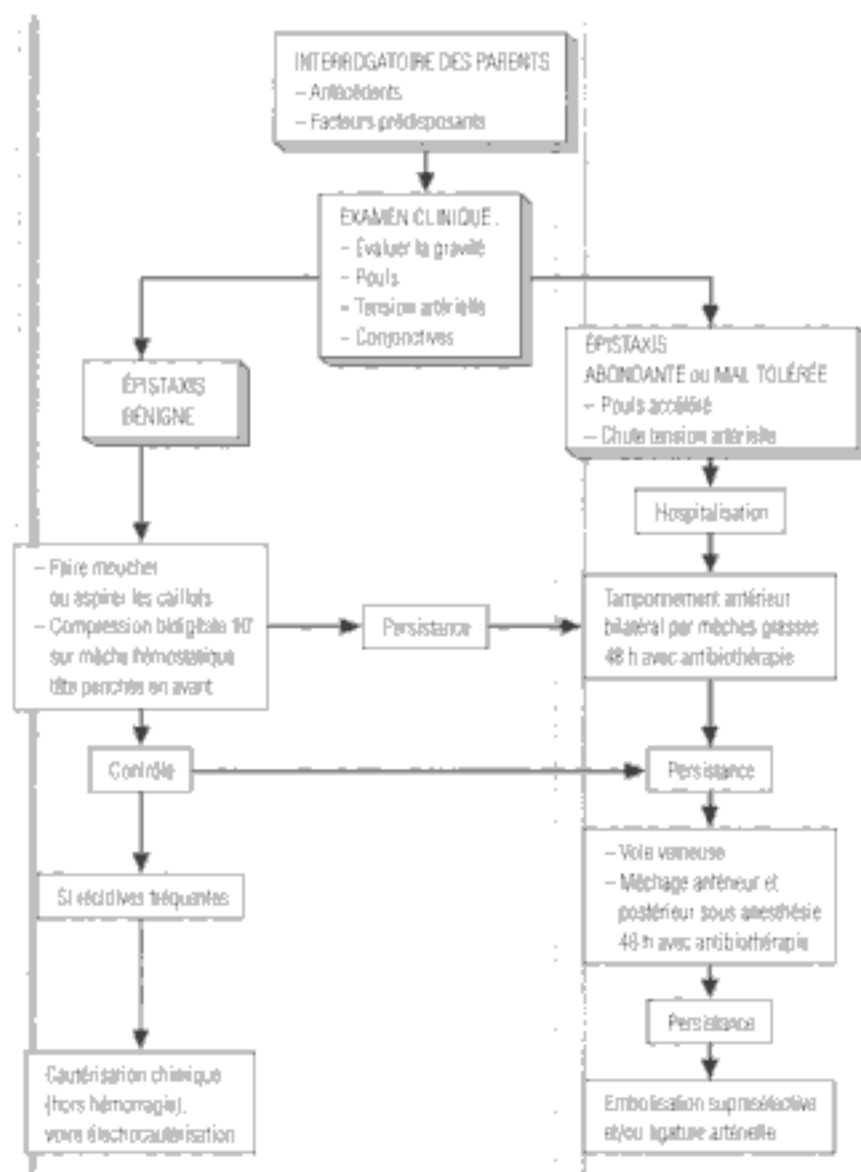 INTERROGATOIRE DES PARENTS
– Antécédents
– Facteurs prédisposants
EXAMEN CLINIQUE :
– Évaluer la gravité
– Pouls
– Tension artérielle
– Conjonctives
ÉPISTAXIS
BÉNIGNE
ÉPISTAXIS
ABONDANTE ou MAL TOLÉRÉE
– Pouls accéléré
– Chute tension artérielle
Hospitalisation
– Faire moucher
ou aspirer les caillots
– Compression bidigitale 10'
sur mèche hémostatique
tête penchée en avant
Persistance
Tamponnement antérieur
bilatéral par mèches grasses
48 h avec antibiothérapie
Contrôle
Persistance
Si récidives fréquentes
– Voie veineuse
– Méchage antérieur et
postérieur sous anesthésie
48 h avec antibiothérapie
Persistance
Cautérisation chimique
(hors hémorragie),
voire électrocautérisation
Embolisation suprasélective
et/ou ligature artérielle